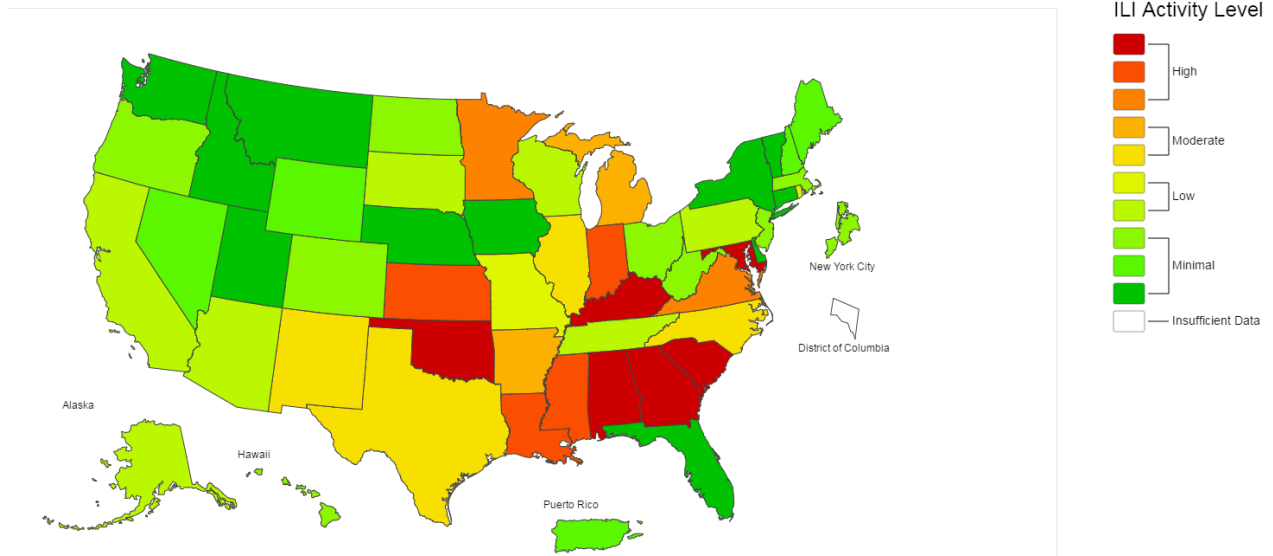 ILI Activity Level
High
Moderate
Low
Minimal
Insufficient Data
New York City
District of Columbia
Alaska
Hawaii
Puerto Rico